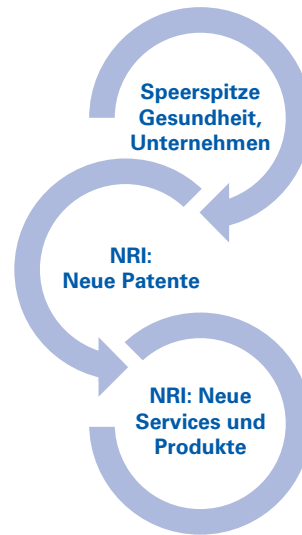 Speerspitze
Gesundheit,
Unternehmen
NRI:
Neue Patente
NRI: Neue
Services und
Produkte